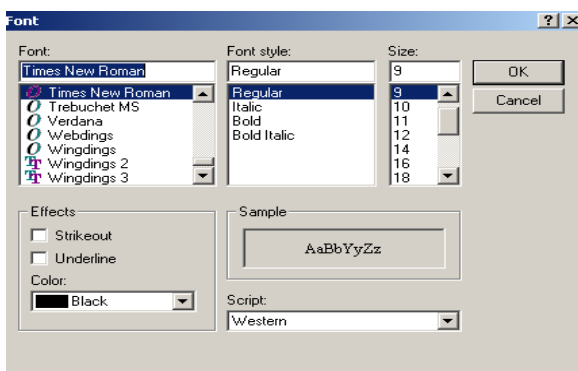 Font
Font:
Times New Roman
Times New Roman
Trebuchet MS
Verdana
Webdings
Wingdings
Wingdings 2
Wingdings 3
Font style:
Regular
Regular
Italic
Bold
Bold Italic
Size:
9
9
10
11
12
14
16
18
OK
Cancel
Effects
Strikeout
Underline
Color:
Black
Sample
AaBbYyZz
Script:
Western